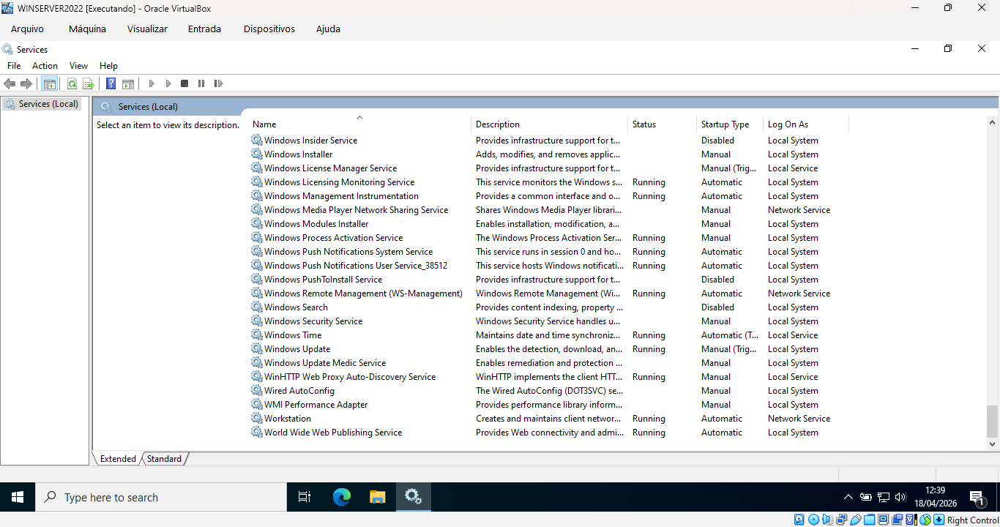 WINSERVER2022 [Executando] - Oracle VirtualBox
Arquivo Máquina Visualizar Entrada Dispositivos Ajuda
Services
File Action View Help
Services (Local)
Services (Local)
Select an item to view its description.
Name Description Status Startup Type Log On As
Windows Insider Service Provides infrastructure support for t... Disabled Local System
Windows Installer Adds, modifies, and removes applic... Manual Local System
Windows License Manager Service Provides infrastructure support for t... Manual (Trig... Local Service
Windows Licensing Monitoring Service This service monitors the Windows s... Running Automatic Local System
Windows Management Instrumentation Provides a common interface and o... Running Automatic Local System
Windows Media Player Network Sharing Service Shares Windows Media Player librari... Manual Network Service
Windows Modules Installer Enables installation, modification, a... Manual Local System
Windows Process Activation Service The Windows Process Activation Ser... Running Manual Local System
Windows Push Notifications System Service This service runs in session 0 and ho... Running Automatic Local System
Windows Push Notifications User Service_38512 This service hosts Windows notificati... Running Automatic Local System
Windows PushToInstall Service Provides infrastructure support for t... Disabled Local System
Windows Remote Management (WS-Management) Windows Remote Management (Wi... Running Automatic Network Service
Windows Search Provides content indexing, property ... Disabled Local System
Windows Security Service Windows Security Service handles u... Manual Local System
Windows Time Maintains date and time synchroniz... Running Automatic (T... Local Service
Windows Update Enables the detection, download, an... Running Manual (Trig... Local System
Windows Update Medic Service Enables remediation and protection ... Manual Local System
WinHTTP Web Proxy Auto-Discovery Service WinHTTP implements the client HTT... Running Manual Local Service
Wired AutoConfig The Wired AutoConfig (DOT3SVC) se... Manual Local System
WMI Performance Adapter Provides performance library inform... Manual Local System
Workstation Creates and maintains client networ... Running Automatic Network Service
World Wide Web Publishing Service Provides Web connectivity and admi... Running Automatic Local System
Extended Standard
Type here to search
12:39
18/04/2026
1
Right Control